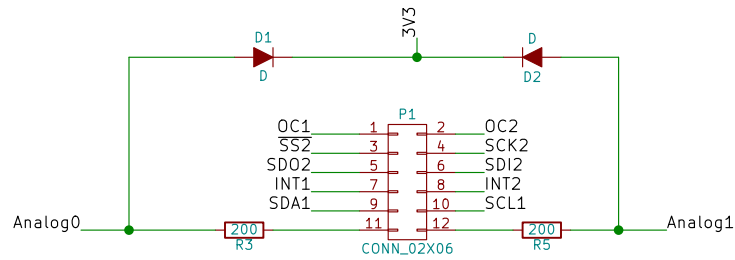 3V3
D1
D
D
D2
P1
OC1 1 2 OC2
SS2 3 4 SCK2
SDO2 5 6 SDI2
INT1 7 8 INT2
SDA1 9 10 SCL1
Analog0 200 11 12 200 Analog1
R3 CONN_02X06 R5